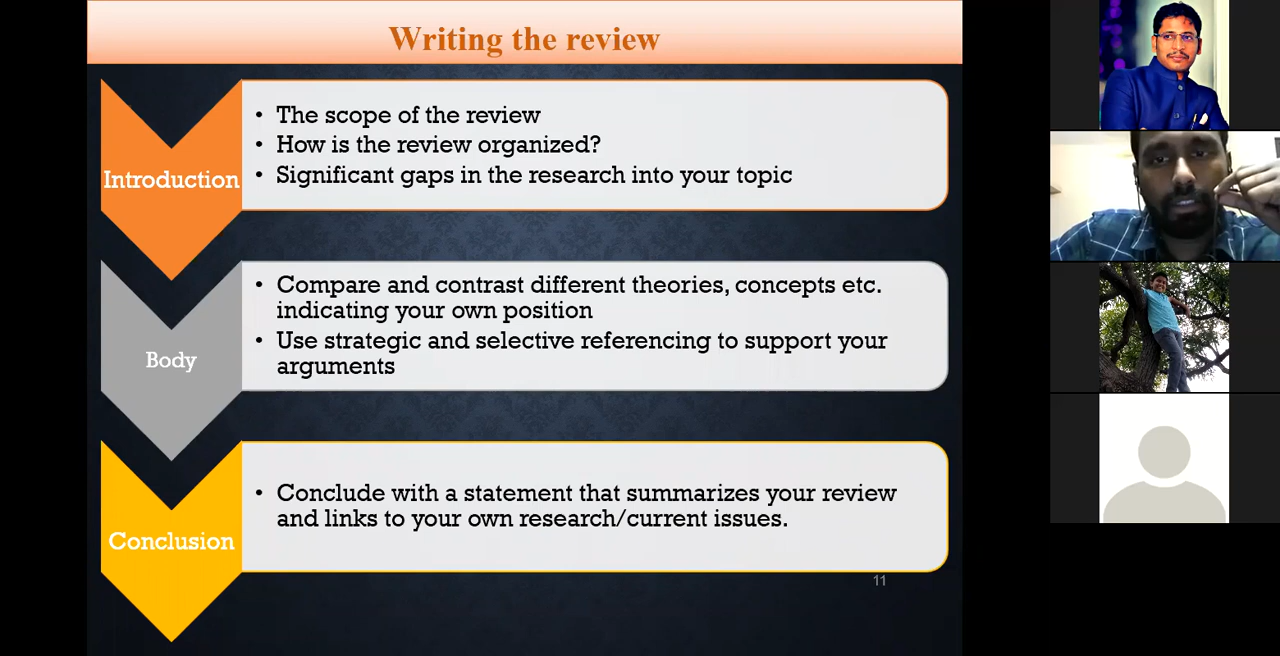 Writing the review
Introduction
• The scope of the review
• How is the review organized?
• Significant gaps in the research into your topic
Body
• Compare and contrast different theories, concepts etc.
indicating your own position
• Use strategic and selective referencing to support your
arguments
Conclusion
• Conclude with a statement that summarizes your review
and links to your own research/current issues.
11